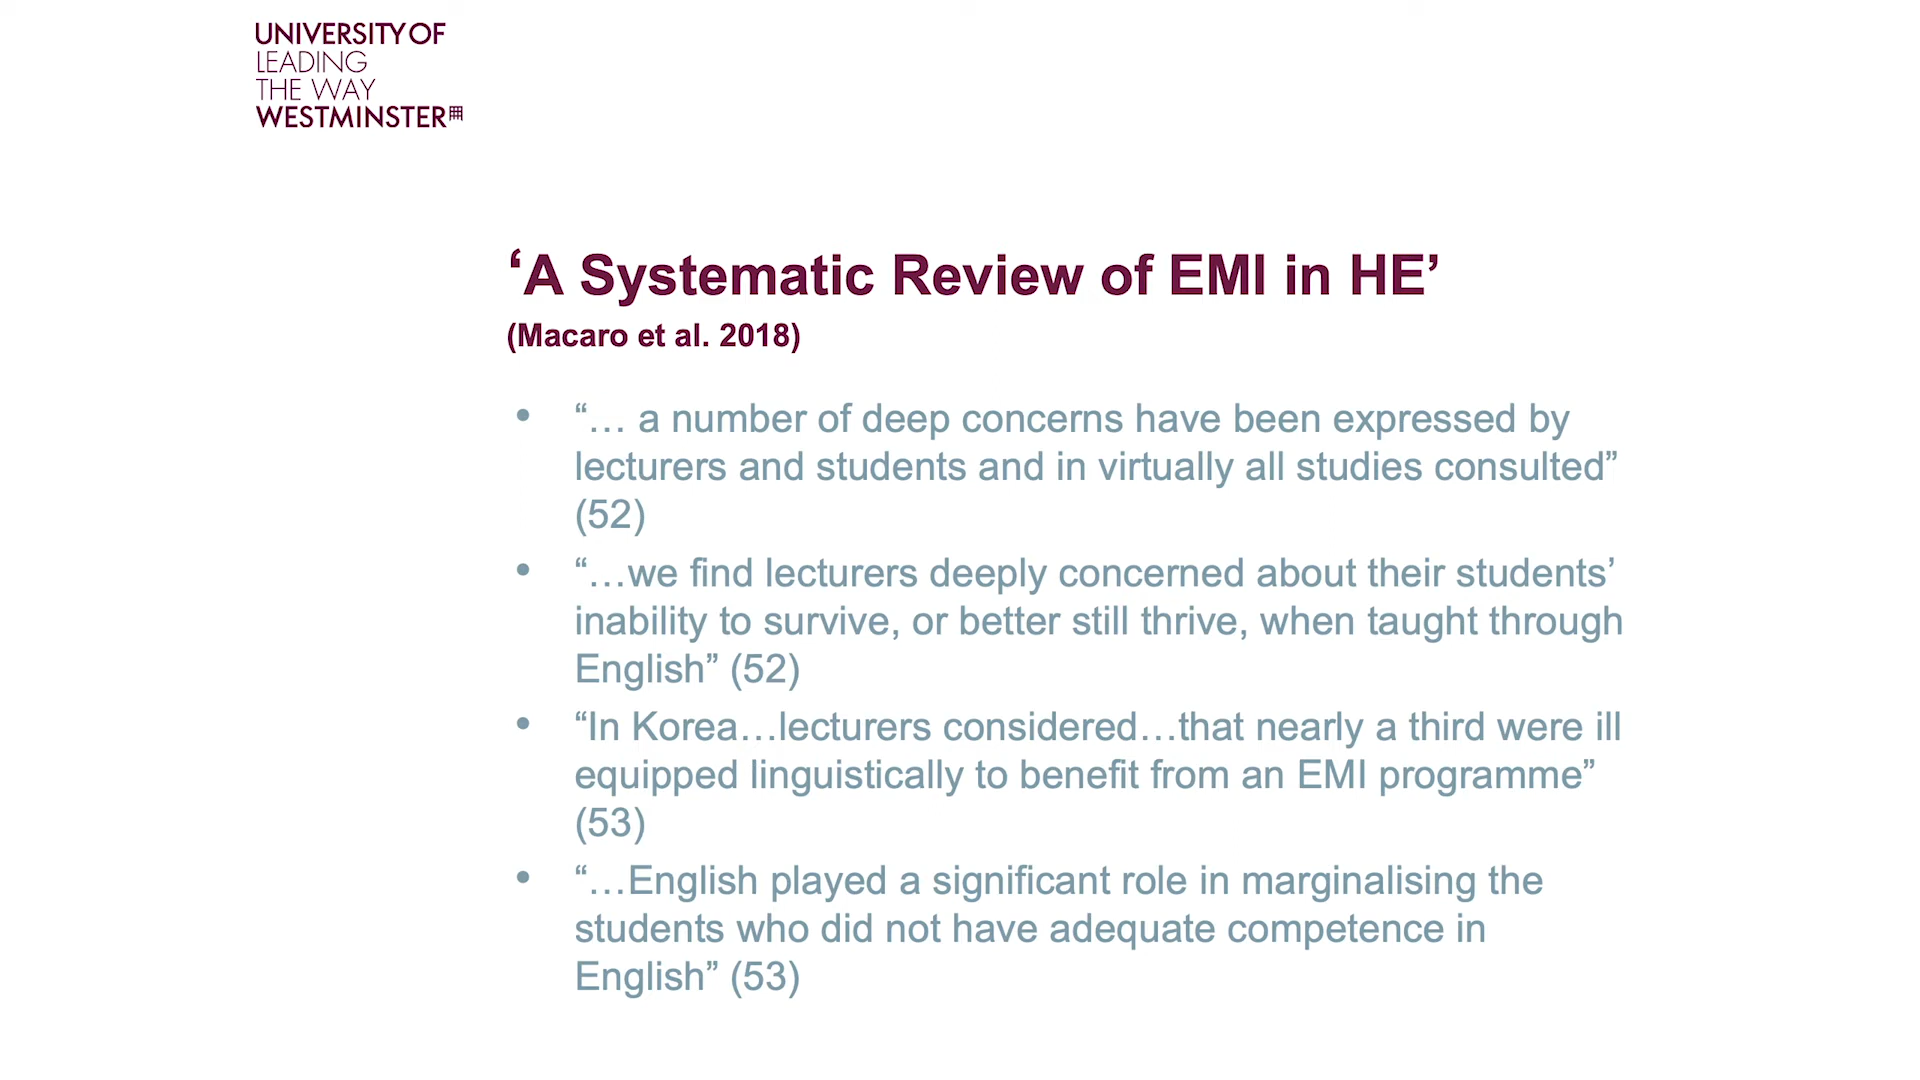 UNIVERSITY OF
LEADING
THE WAY
WESTMINSTER
‘A Systematic Review of EMI in HE’
(Macaro et al. 2018)
• “… a number of deep concerns have been expressed by
lecturers and students and in virtually all studies consulted”
(52)
• “…we find lecturers deeply concerned about their students’
inability to survive, or better still thrive, when taught through
English” (52)
• “In Korea…lecturers considered…that nearly a third were ill
equipped linguistically to benefit from an EMI programme”
(53)
• “…English played a significant role in marginalising the
students who did not have adequate competence in
English” (53)